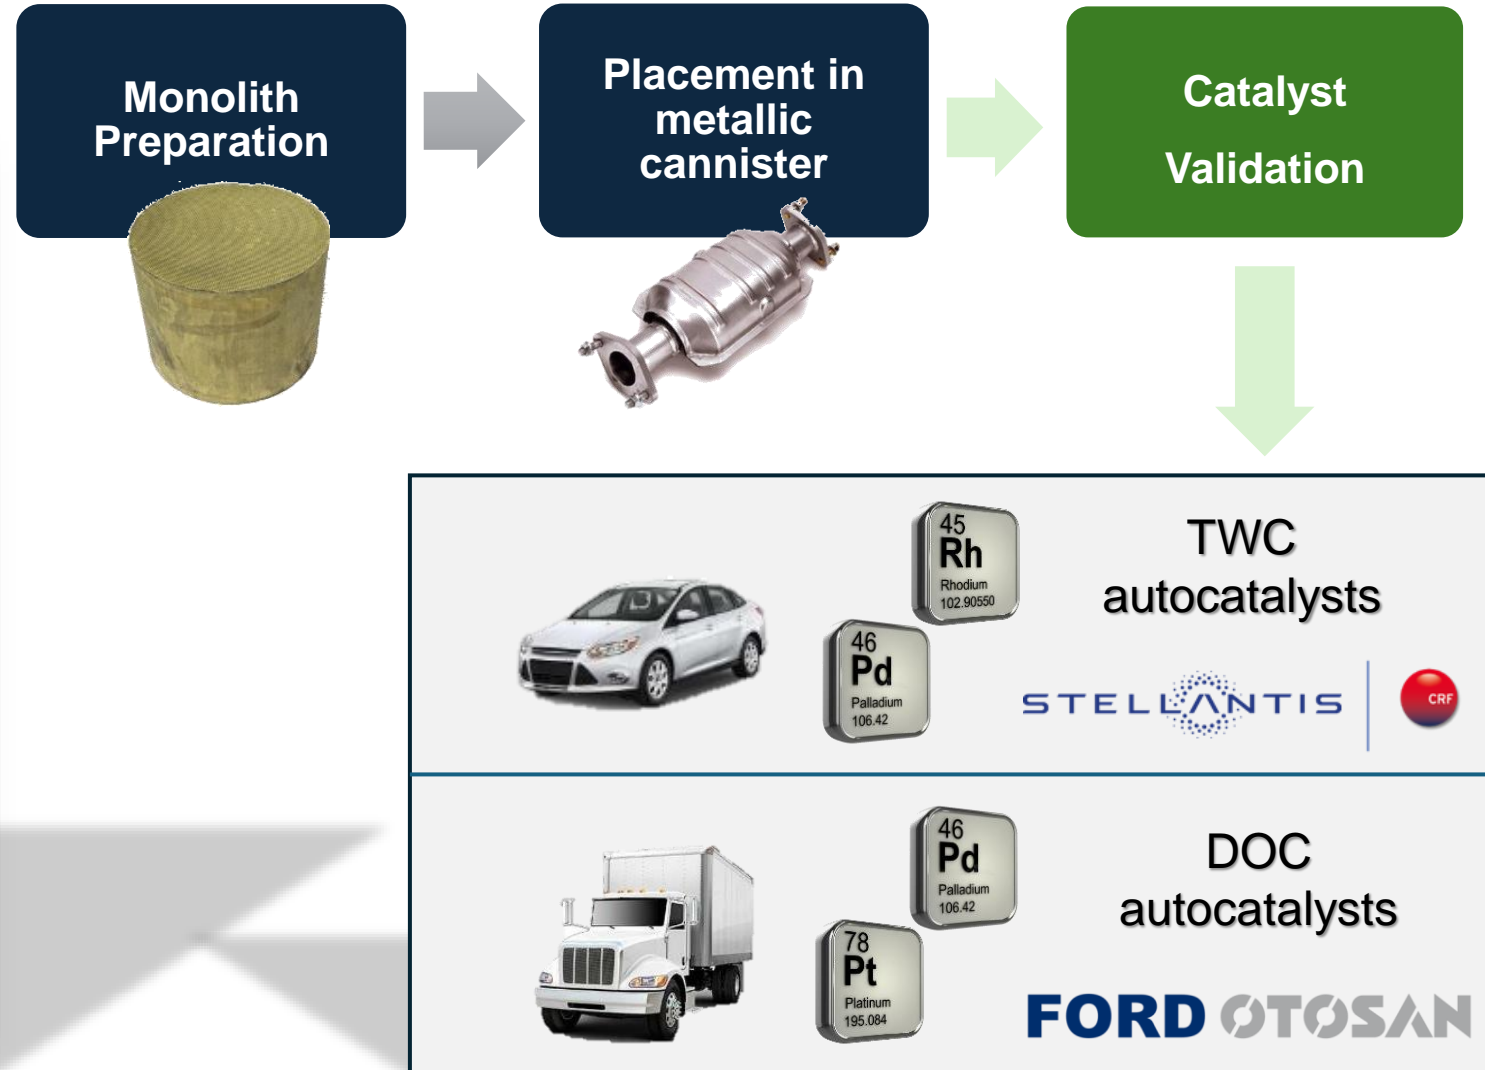 Monolith
Preparation
Placement in
metallic
cannister
Catalyst
Validation
45
Rh
Rhodium
102.90550
46
Pd
Palladium
106.42
TWC
autocatalysts
STELLANTIS
CRF
46
Pd
Palladium
106.42
78
Pt
Platinum
195.084
DOC
autocatalysts
FORD OTOSAN